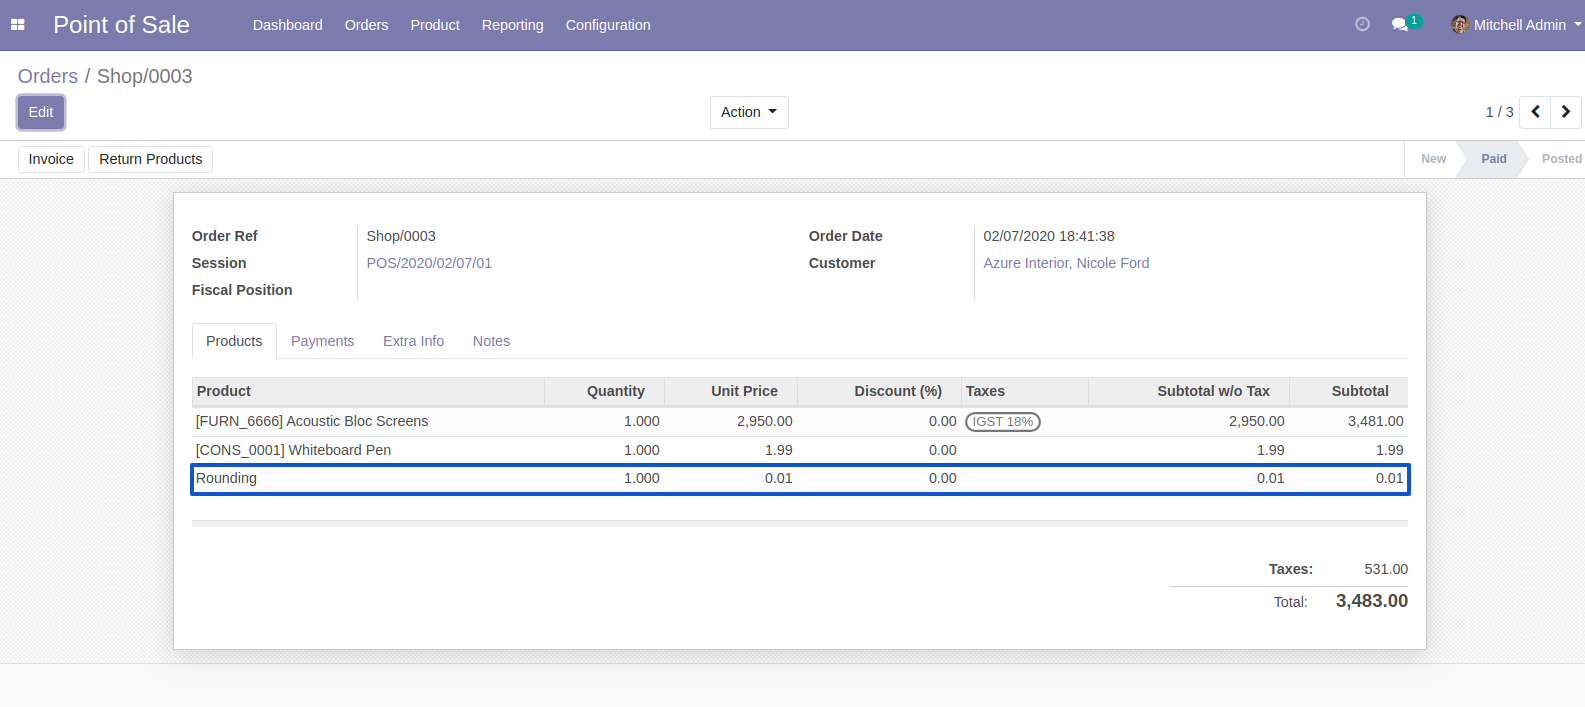 Point of Sale Dashboard Orders Product Reporting Configuration 1 Mitchell Admin
Orders / Shop/0003
Edit Action 1 / 3
Invoice Return Products New Paid Posted
Order Ref Shop/0003 Order Date 02/07/2020 18:41:38
Session POS/2020/02/07/01 Customer Azure Interior, Nicole Ford
Fiscal Position
Products Payments Extra Info Notes
Product Quantity Unit Price Discount (%) Taxes Subtotal w/o Tax Subtotal
[FURN_6666] Acoustic Bloc Screens 1.000 2,950.00 0.00 IGST 18% 2,950.00 3,481.00
[CONS_0001] Whiteboard Pen 1.000 1.99 0.00 1.99 1.99
Rounding 1.000 0.01 0.00 0.01 0.01
Taxes: 531.00
Total: 3,483.00